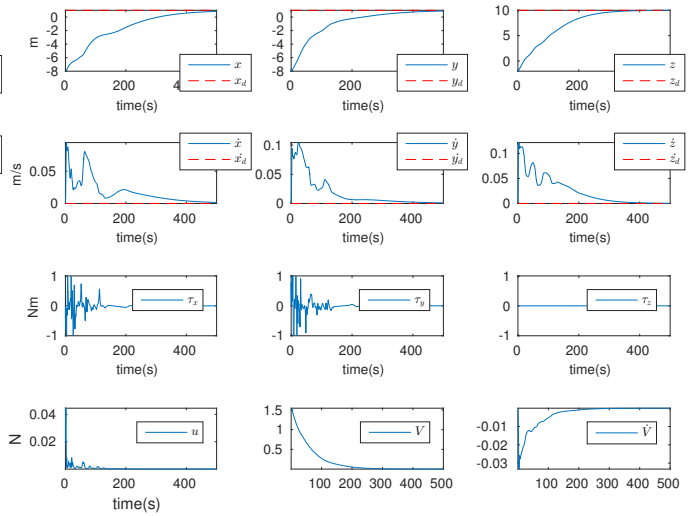 m
0
-2
-4
-6
-8
0 200 4
x
x_d
time(s)
0
-2
-4
-6
-8
0 200
y
y_d
time(s)
10
5
0
0 200
z
z_d
time(s)
m/s
0.05
0
0 200 400
ẋ
ẋ_d
time(s)
0.1
0.05
0
0 200 400
ẏ
ẏ_d
time(s)
0.1
0.05
0
0 200 400
ż
ż_d
time(s)
Nm
1
0
-1
0 200 400
τ_x
time(s)
1
0
-1
0 200 400
τ_y
time(s)
1
0
-1
0 200 400
τ_z
time(s)
N
0.04
0.02
0 200 400
u
time(s)
1.5
1
0.5
100 200 300 400 500
V
-0.01
-0.02
-0.03
100 200 300 400 500
V̇